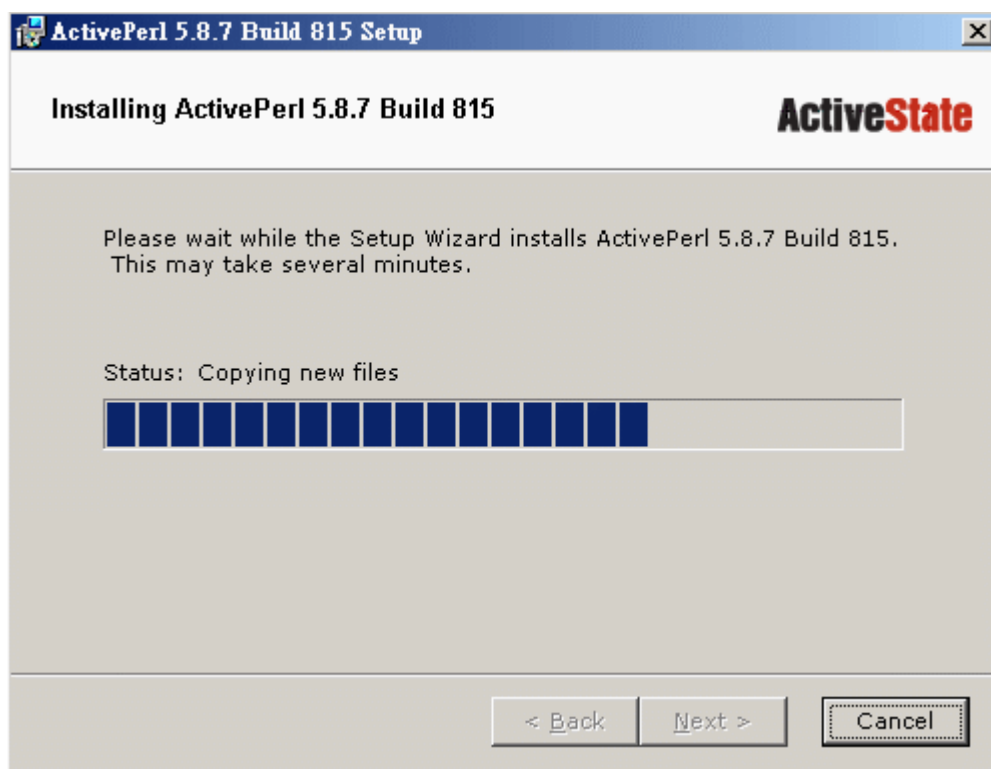 ActivePerl 5.8.7 Build 815 Setup
Installing ActivePerl 5.8.7 Build 815
ActiveState
Please wait while the Setup Wizard installs ActivePerl 5.8.7 Build 815.
This may take several minutes.
Status: Copying new files
< Back
Next >
Cancel